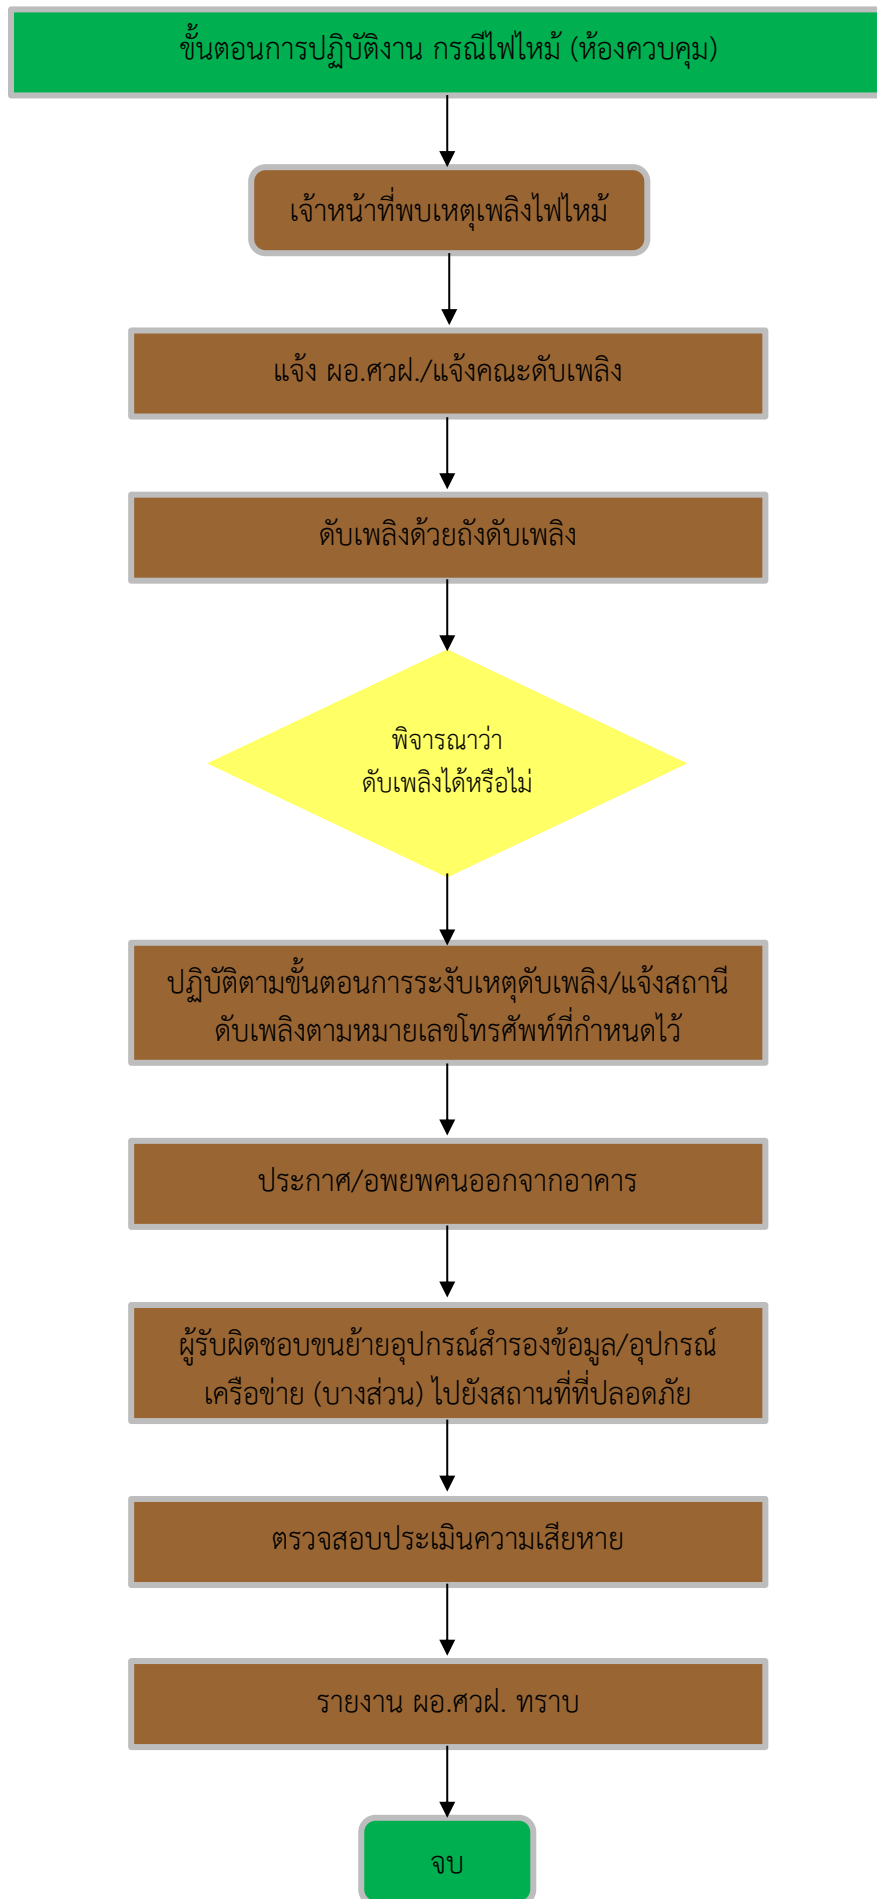 ขั้นตอนการปฏิบัติงาน กรณีไฟไหม้ (ห้องควบคุม)
เจ้าหน้าที่พบเหตุเพลิงไฟไหม้
แจ้ง ผอ.ศวฝ./แจ้งคณะดับเพลิง
ดับเพลิงด้วยถังดับเพลิง
พิจารณาว่า
ดับเพลิงได้หรือไม่
ปฏิบัติตามขั้นตอนการระงับเหตุดับเพลิง/แจ้งสถานี
ดับเพลิงตามหมายเลขโทรศัพท์ที่กำหนดไว้
ประกาศ/อพยพคนออกจากอาคาร
ผู้รับผิดชอบขนย้ายอุปกรณ์สำรองข้อมูล/อุปกรณ์
เครือข่าย (บางส่วน) ไปยังสถานที่ที่ปลอดภัย
ตรวจสอบประเมินความเสียหาย
รายงาน ผอ.ศวฝ. ทราบ
จบ